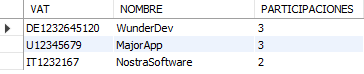 VAT NOMBRE PARTICIPACIONES
DE1232645120 WunderDev 3
U12345679 MajorApp 3
IT1232167 NostraSoftware 2